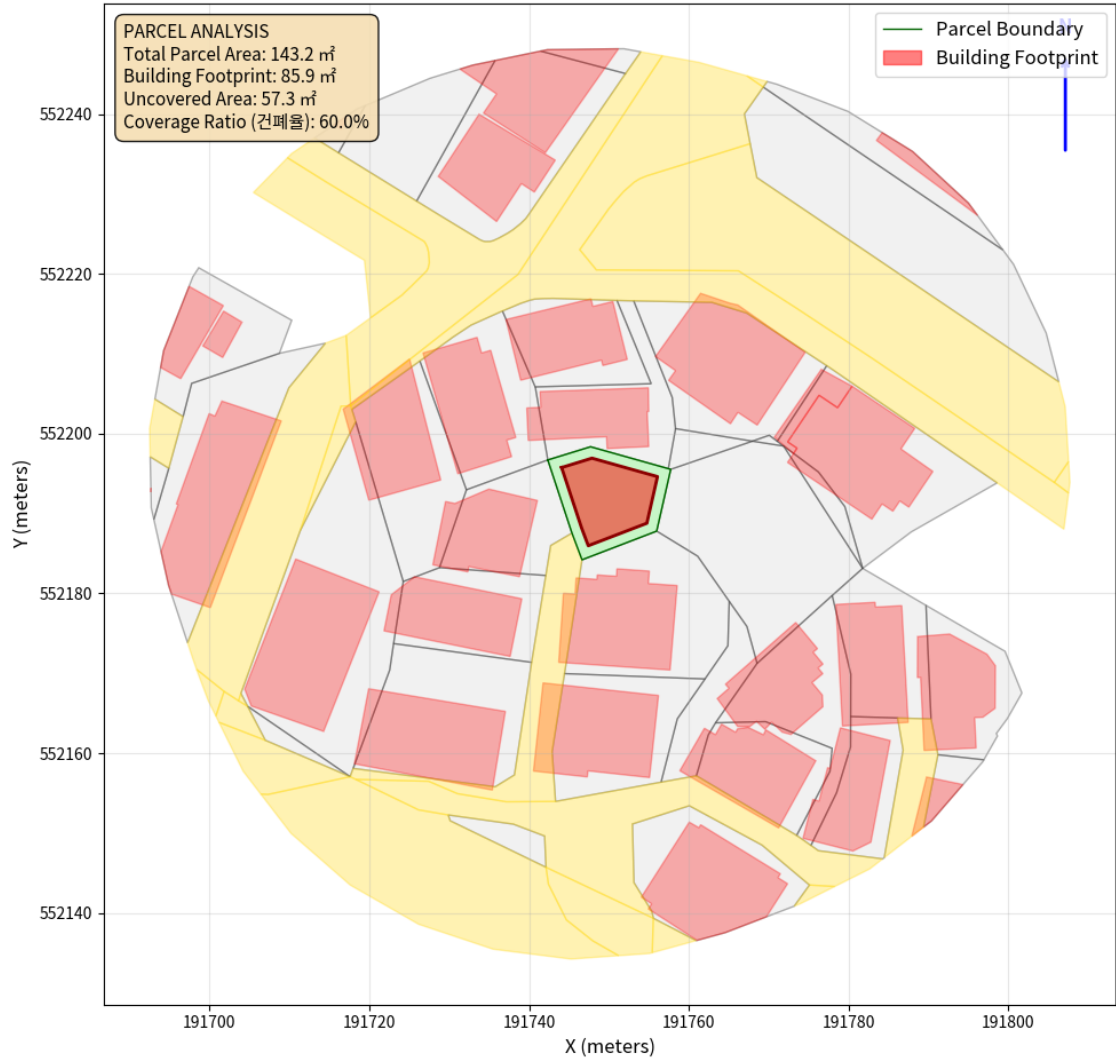 PARCEL ANALYSIS
Total Parcel Area: 143.2 ㎡
Building Footprint: 85.9 ㎡
Uncovered Area: 57.3 ㎡
Coverage Ratio (건폐율): 60.0%
Parcel Boundary
Building Footprint
N
552240
552220
552200
552180
552160
552140
Y (meters)
191700
191720
191740
191760
191780
191800
X (meters)